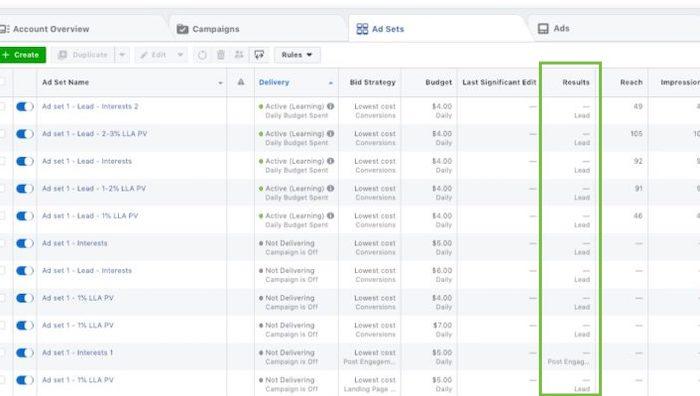 Account Overview Campaigns Ad Sets Ads
+ Create Duplicate Edit Rules
Ad Set Name Delivery Bid Strategy Budget Last Significant Edit Results Reach Impression
Ad set 1 - Lead - Interests 2 Active (Learning) Lowest cost $4.00 — — 49
Daily Budget Spent Conversions Daily Lead
Ad set 1 - Lead - 2-3% LLA PV Active (Learning) Lowest cost $4.00 — — 105
Daily Budget Spent Conversions Daily Lead
Ad set 1 - Lead - Interests Active (Learning) Lowest cost $4.00 — — 92
Daily Budget Spent Conversions Daily Lead
Ad set 1 - Lead - 1-2% LLA PV Active (Learning) Lowest cost $4.00 — — 91
Daily Budget Spent Conversions Daily Lead
Ad set 1 - Lead - 1% LLA PV Active (Learning) Lowest cost $4.00 — — 46
Daily Budget Spent Conversions Daily Lead
Ad set 1 - Interests Not Delivering Lowest cost $5.00 — — —
Campaign is Off Conversions Daily Lead
Ad set 1 - Lead - Interests Not Delivering Lowest cost $6.00 — — —
Campaign is Off Conversions Daily Lead
Ad set 1 - 1% LLA PV Not Delivering Lowest cost $4.00 — — —
Campaign is Off Conversions Daily Lead
Ad set 1 - 1% LLA PV Not Delivering Lowest cost $7.00 — — —
Campaign is Off Conversions Daily Lead
Ad set 1 - Interests 1 Not Delivering Lowest cost $5.00 — — —
Campaign is Off Post Engagem... Daily Post Engag...
Ad set 1 - 1% LLA PV Not Delivering Lowest cost $5.00 — — —
Campaign is Off Landing Page ... Daily Lead